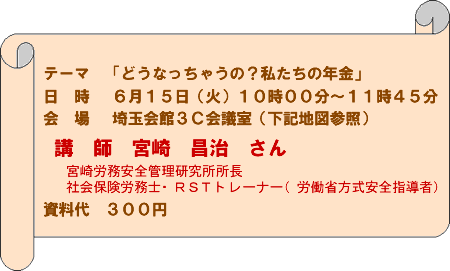 テーマ 「どうなっちゃうの?私たちの年金」
日 時 6月15日(火)10時00分~11時45分
会 場 埼玉会館3C会議室(下記地図参照)
講 師 宮崎 昌治 さん
宮崎労務安全管理研究所所長
社会保険労務士・RSTトレーナー(労働省方式安全指導者)
資料代 300円